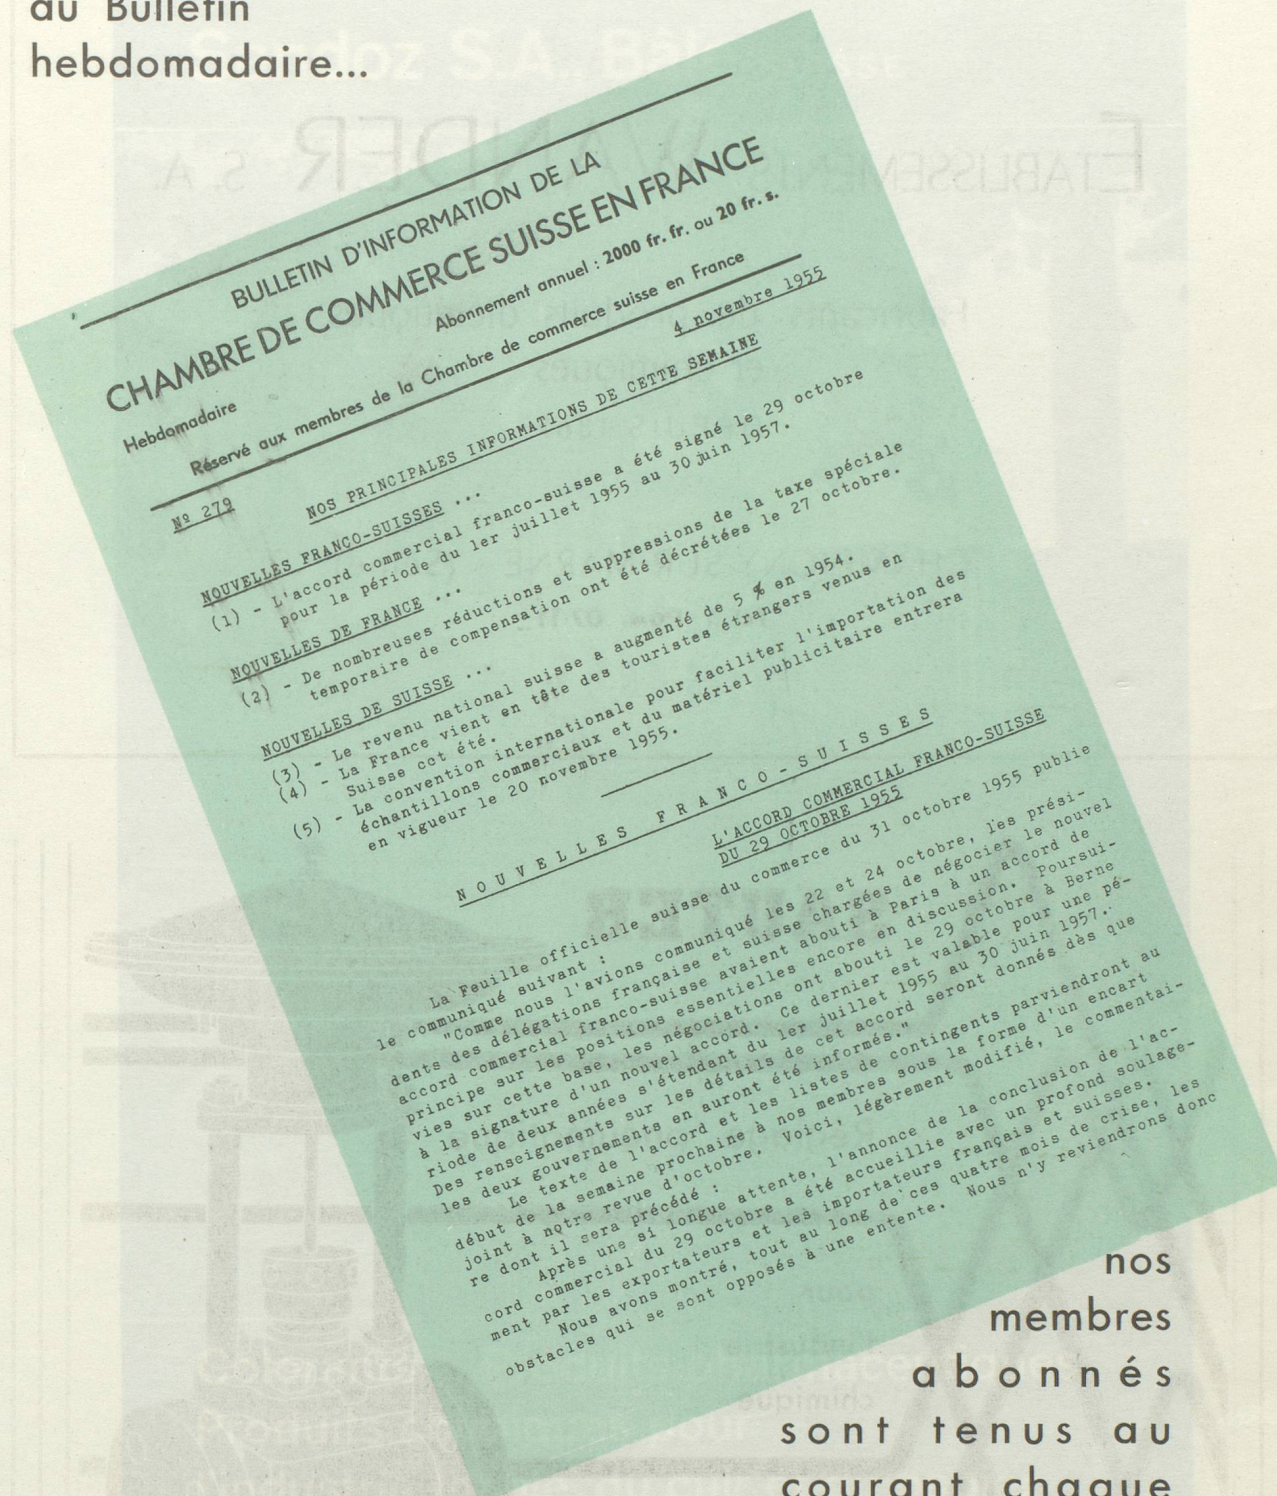 au Bulletin
hebdomadaire...
BULLETIN D'INFORMATION DE LA
CHAMBRE DE COMMERCE SUISSE EN FRANCE
Hebdomadaire
Abonnement annuel : 2000 fr. fr. ou 20 fr. s.
Réservé aux membres de la Chambre de commerce suisse en France
Nº 279
4 novembre 1955
NOS PRINCIPALES INFORMATIONS DE CETTE SEMAINE
NOUVELLES FRANCO-SUISSES ...
(1) - L'accord commercial franco-suisse a été signé le 29 octobre
pour la période du 1er juillet 1955 au 30 juin 1957.
NOUVELLES DE FRANCE ...
(2) - De nombreuses réductions et suppressions de la taxe spéciale
temporaire de compensation ont été décrétées le 27 octobre.
NOUVELLES DE SUISSE ...
(3) - Le revenu national suisse a augmenté de 5 % en 1954.
(4) - La France vient en tête des touristes étrangers venus en
Suisse cet été.
(5) - La convention internationale pour faciliter l'importation des
échantillons commerciaux et du matériel publicitaire entrera
en vigueur le 20 novembre 1955.
NOUVELLES FRANCO-SUISSES
L'ACCORD COMMERCIAL FRANCO-SUISSE
DU 29 OCTOBRE 1955
La Feuille officielle suisse du commerce du 31 octobre 1955 publie
le communiqué suivant :
"Comme nous l'avions communiqué les 22 et 24 octobre, les prési-
dents des délégations française et suisse chargées de négocier le nouvel
accord commercial franco-suisse avaient abouti à Paris à un accord de
principe sur les positions essentielles encore en discussion. Poursui-
vies sur cette base, les négociations ont abouti le 29 octobre à Berne
à la signature d'un nouvel accord. Ce dernier est valable pour une pé-
riode de deux années s'étendant du 1er juillet 1955 au 30 juin 1957.
Des renseignements sur les détails de cet accord seront donnés dès que
les deux gouvernements en auront été informés."
Le texte de l'accord et les listes de contingents parviendront au
début de la semaine prochaine à nos membres sous la forme d'un encart
joint à notre revue d'octobre. Voici, légèrement modifié, le commentai-
re dont il sera précédé :
Après une si longue attente, l'annonce de la conclusion de l'ac-
cord commercial du 29 octobre a été accueillie avec un profond soulage-
ment par les exportateurs et les importateurs français et suisses.
Nous avons montré, tout au long de ces quatre mois de crise, les
obstacles qui se sont opposés à une entente. Nous n'y reviendrons donc
nos
membres
abonnés
sont tenus au
courant chaque